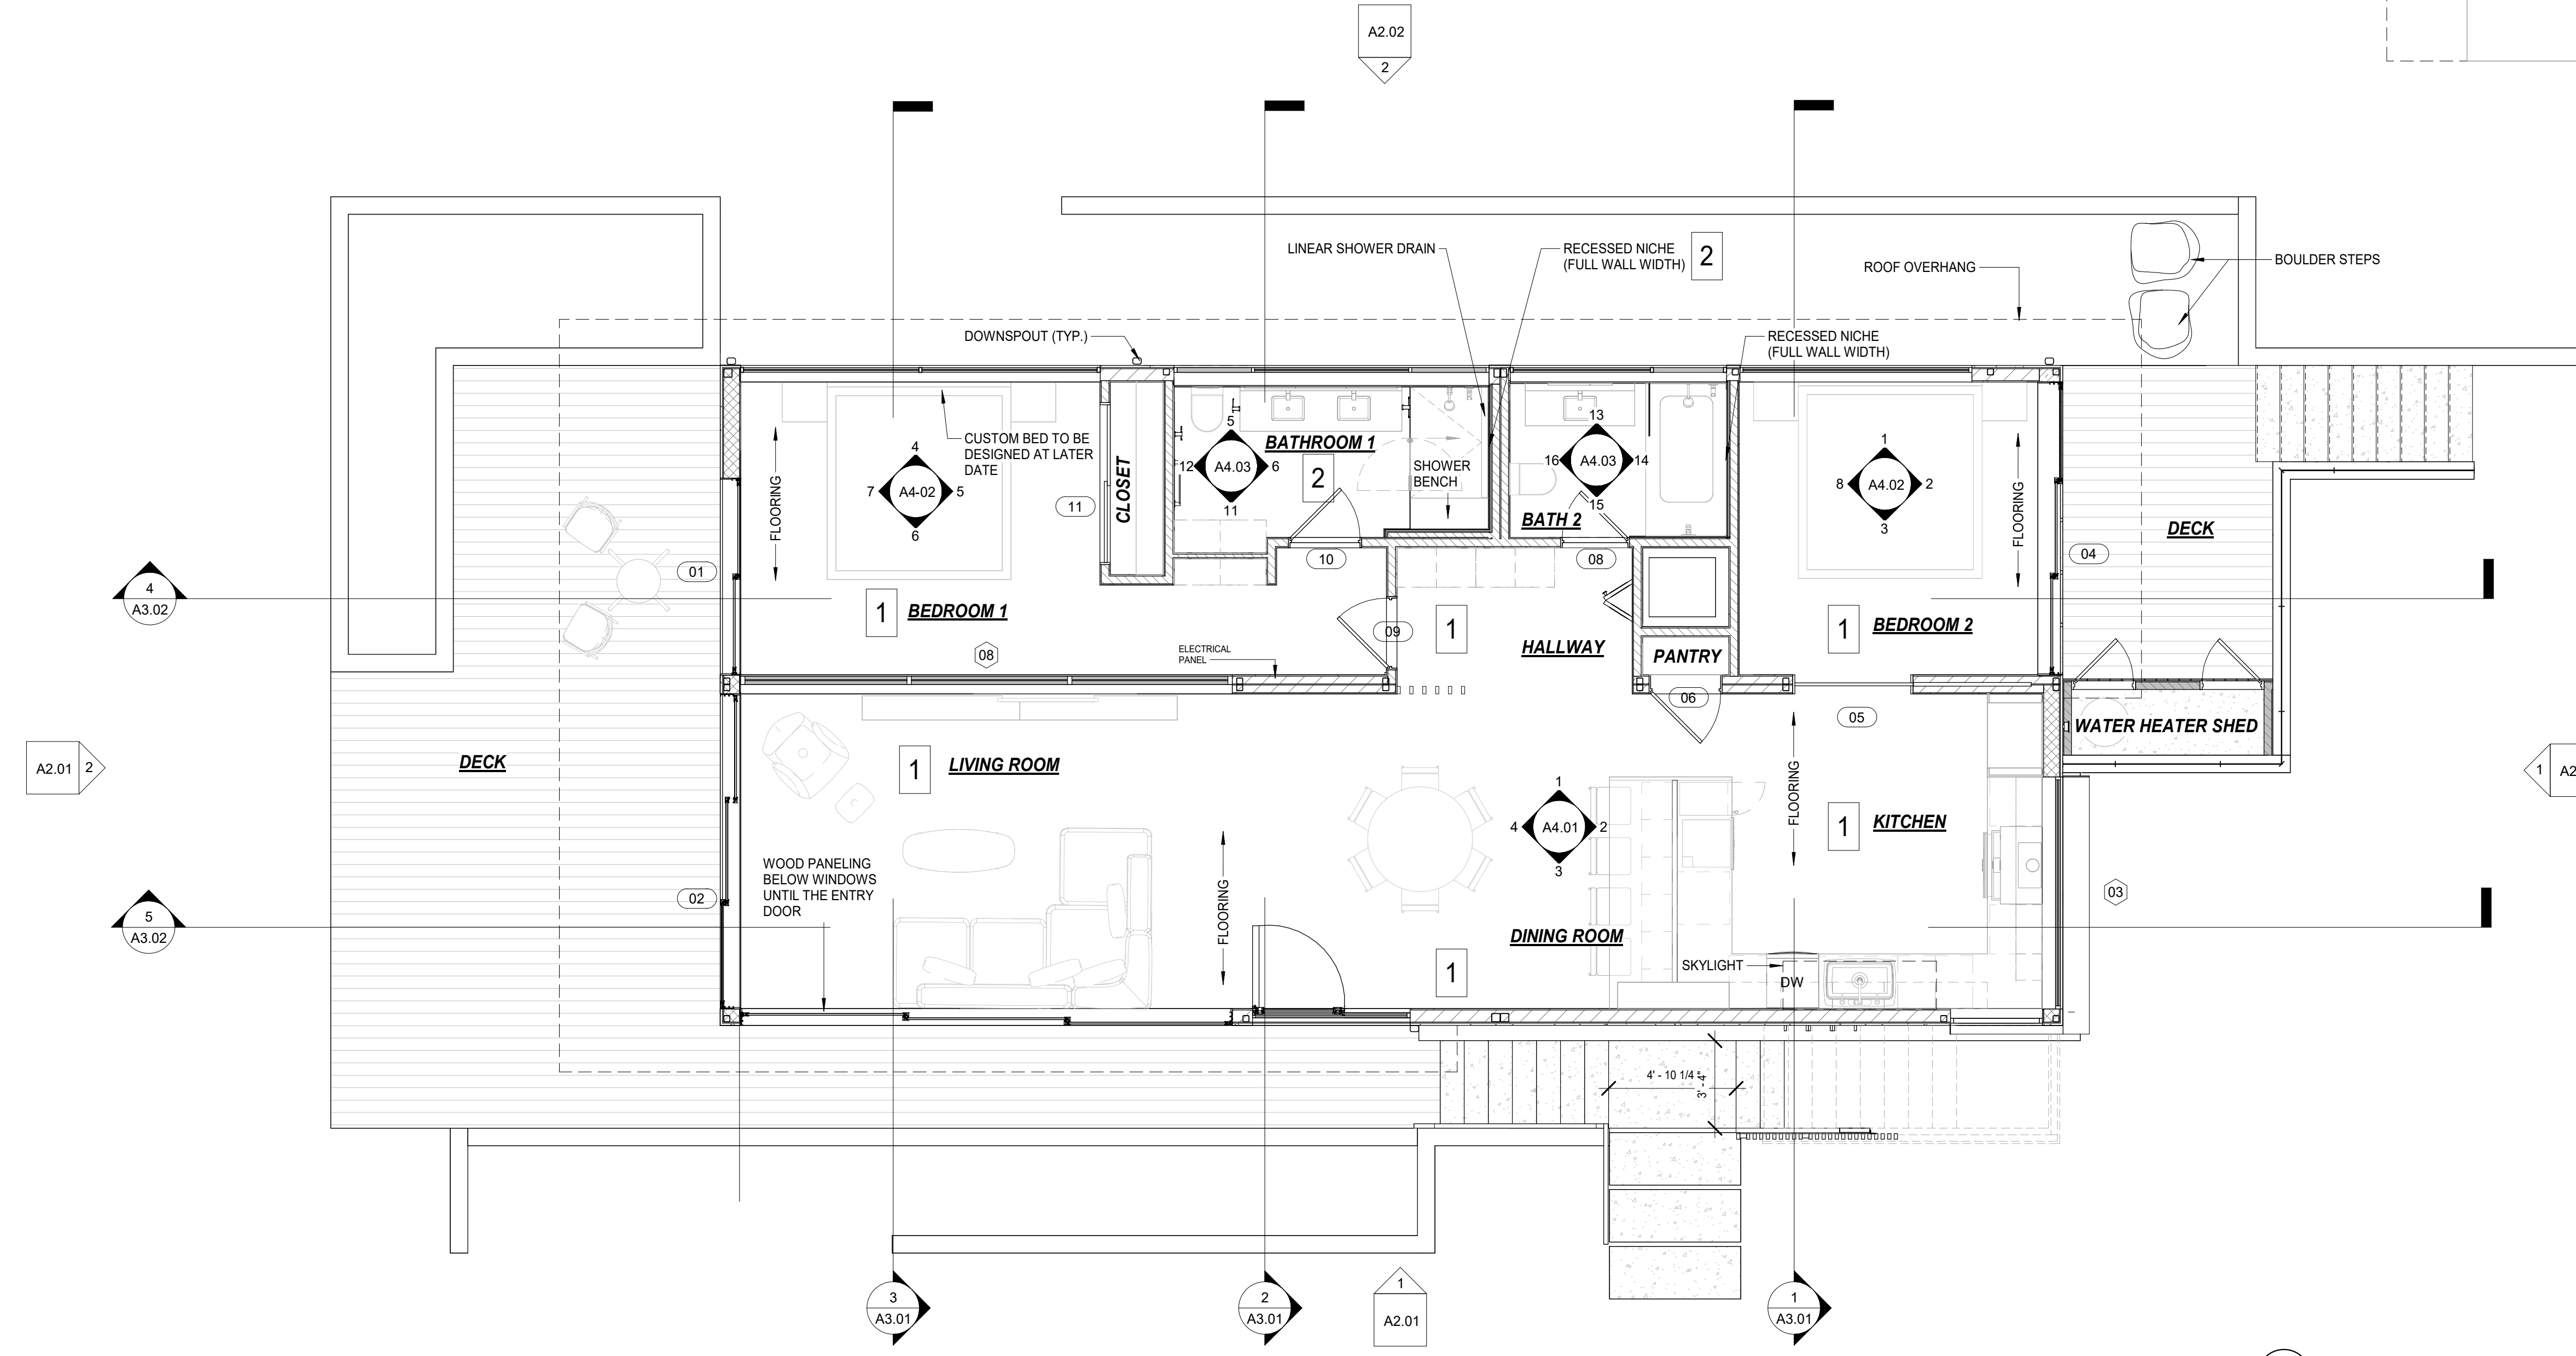 A2.02
2
LINEAR SHOWER DRAIN
RECESSED NICHE
(FULL WALL WIDTH)
2
ROOF OVERHANG
BOULDER STEPS
DOWNSPOUT (TYP.)
RECESSED NICHE
(FULL WALL WIDTH)
CUSTOM BED TO BE
DESIGNED AT LATER
DATE
FLOORING
4
7
A4-02
5
6
11
CLOSET
5
12
A4.03
6
11
BATHROOM 1
2
SHOWER
BENCH
13
16
A4.03
14
15
BATH 2
1
8
A4.02
2
3
FLOORING
DECK
04
4
A3.02
01
1
BEDROOM 1
08
10
09
1
08
HALLWAY
PANTRY
1
BEDROOM 2
ELECTRICAL
PANEL
06
05
WATER HEATER SHED
A2.01
2
DECK
1
LIVING ROOM
FLOORING
1
4
A4.01
2
3
FLOORING
1
KITCHEN
1
A2
WOOD PANELING
BELOW WINDOWS
UNTIL THE ENTRY
DOOR
02
03
5
A3.02
DINING ROOM
1
SKYLIGHT
DW
4' - 10 1/4"
3' - 4"
3
A3.01
2
A3.01
1
A2.01
1
A3.01